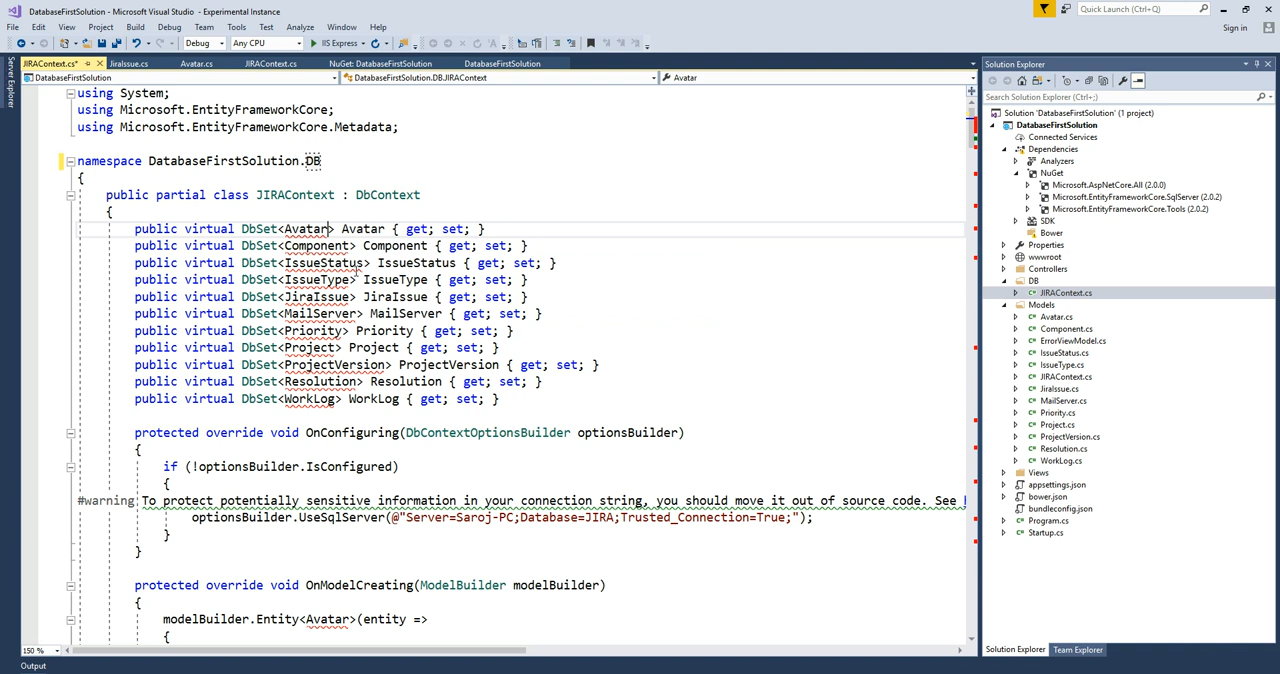 DatabaseFirstSolution - Microsoft Visual Studio - Experimental Instance
Quick Launch (Ctrl+Q)
File Edit View Project Build Debug Team Tools Test Analyze Window Help
Sign in
Debug Any CPU IIS Express
JIRAContext.cs* JiraIssue.cs Avatar.cs JIRAContext.cs NuGet: DatabaseFirstSolution DatabaseFirstSolution
DatabaseFirstSolution DatabaseFirstSolution.DB.JIRAContext Avatar
Server Explorer
using System;
using Microsoft.EntityFrameworkCore;
using Microsoft.EntityFrameworkCore.Metadata;
namespace DatabaseFirstSolution.DB
{
public partial class JIRAContext : DbContext
{
public virtual DbSet<Avatar> Avatar { get; set; }
public virtual DbSet<Component> Component { get; set; }
public virtual DbSet<IssueStatus> IssueStatus { get; set; }
public virtual DbSet<IssueType> IssueType { get; set; }
public virtual DbSet<JiraIssue> JiraIssue { get; set; }
public virtual DbSet<MailServer> MailServer { get; set; }
public virtual DbSet<Priority> Priority { get; set; }
public virtual DbSet<Project> Project { get; set; }
public virtual DbSet<ProjectVersion> ProjectVersion { get; set; }
public virtual DbSet<Resolution> Resolution { get; set; }
public virtual DbSet<WorkLog> WorkLog { get; set; }
protected override void OnConfiguring(DbContextOptionsBuilder optionsBuilder)
{
if (!optionsBuilder.IsConfigured)
{
#warning To protect potentially sensitive information in your connection string, you should move it out of source code. See
optionsBuilder.UseSqlServer(@"Server=Saroj-PC;Database=JIRA;Trusted_Connection=True;");
}
}
protected override void OnModelCreating(ModelBuilder modelBuilder)
{
modelBuilder.Entity<Avatar>(entity =>
{
150 %
Output
Solution Explorer
Search Solution Explorer (Ctrl+;)
Solution 'DatabaseFirstSolution' (1 project)
DatabaseFirstSolution
Connected Services
Dependencies
Analyzers
NuGet
Microsoft.AspNetCore.All (2.0.0)
Microsoft.EntityFrameworkCore.SqlServer (2.0.2)
Microsoft.EntityFrameworkCore.Tools (2.0.2)
SDK
Bower
Properties
wwwroot
Controllers
DB
JIRAContext.cs
Models
Avatar.cs
Component.cs
ErrorViewModel.cs
IssueStatus.cs
IssueType.cs
JIRAContext.cs
JiraIssue.cs
MailServer.cs
Priority.cs
Project.cs
ProjectVersion.cs
Resolution.cs
WorkLog.cs
Views
appsettings.json
bower.json
bundleconfig.json
Program.cs
Startup.cs
Solution Explorer Team Explorer